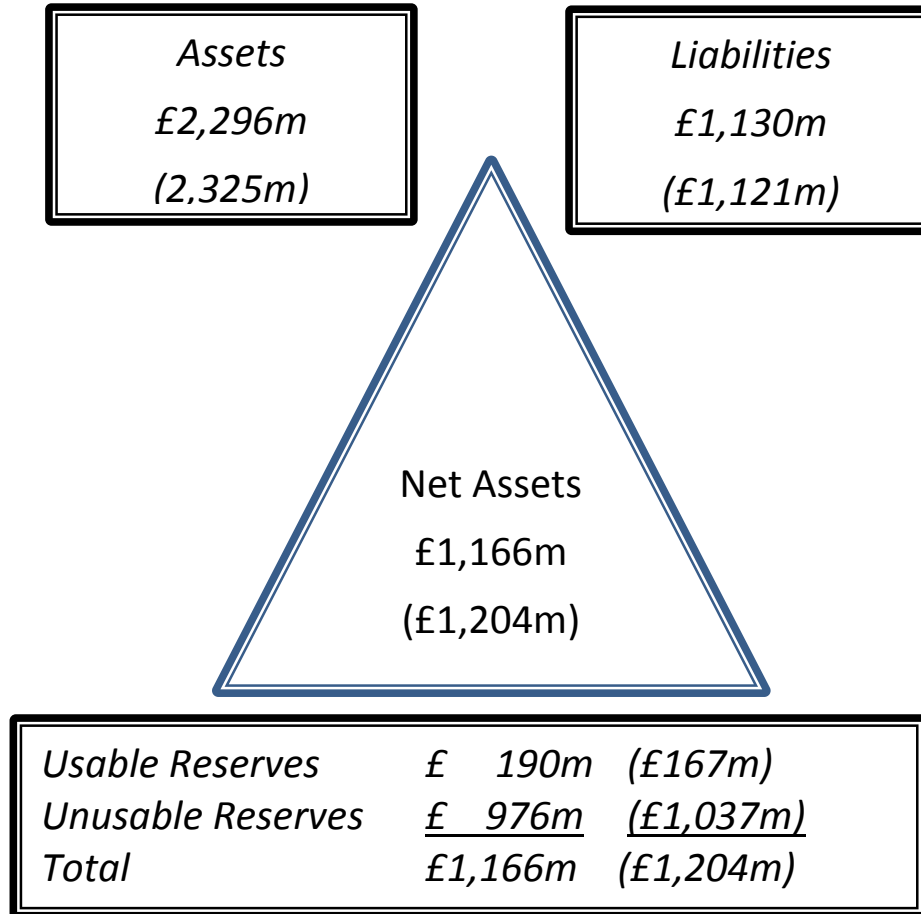 Assets
£2,296m
(2,325m)
Liabilities
£1,130m
(£1,121m)
Net Assets
£1,166m
(£1,204m)
Usable Reserves £ 190m (£167m)
Unusable Reserves £ 976m (£1,037m)
Total £1,166m (£1,204m)